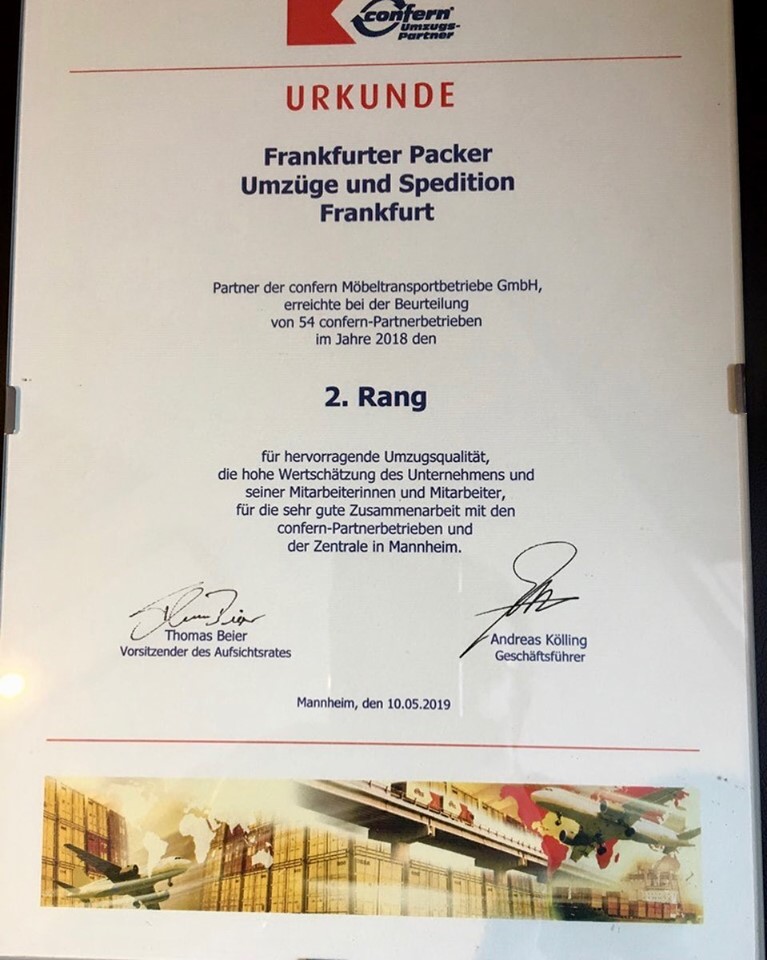 confern
Umzugs-
Partner
URKUNDE
Frankfurter Packer
Umzüge und Spedition
Frankfurt
Partner der confern Möbeltransportbetriebe GmbH,
erreichte bei der Beurteilung
von 54 confern-Partnerbetrieben
im Jahre 2018 den
2. Rang
für hervorragende Umzugsqualität,
die hohe Wertschätzung des Unternehmens und
seiner Mitarbeiterinnen und Mitarbeiter,
für die sehr gute Zusammenarbeit mit den
confern-Partnerbetrieben und
der Zentrale in Mannheim.
Thomas Beier
Vorsitzender des Aufsichtsrates
Andreas Kölling
Geschäftsführer
Mannheim, den 10.05.2019